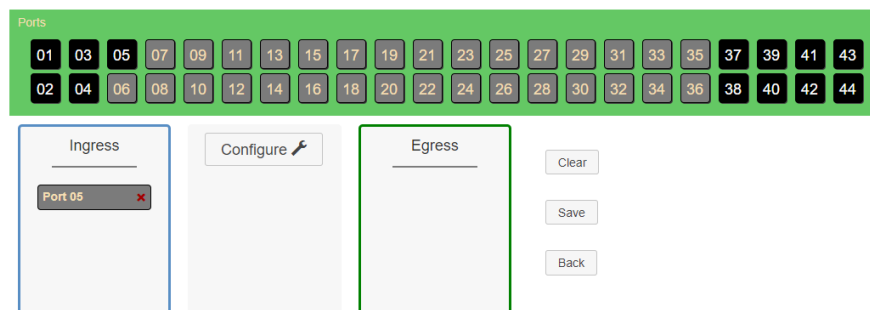 Ports
01 03 05 07 09 11 13 15 17 19 21 23 25 27 29 31 33 35 37 39 41 43
02 04 06 08 10 12 14 16 18 20 22 24 26 28 30 32 34 36 38 40 42 44
Ingress
Configure
Egress
Port 05
Clear
Save
Back